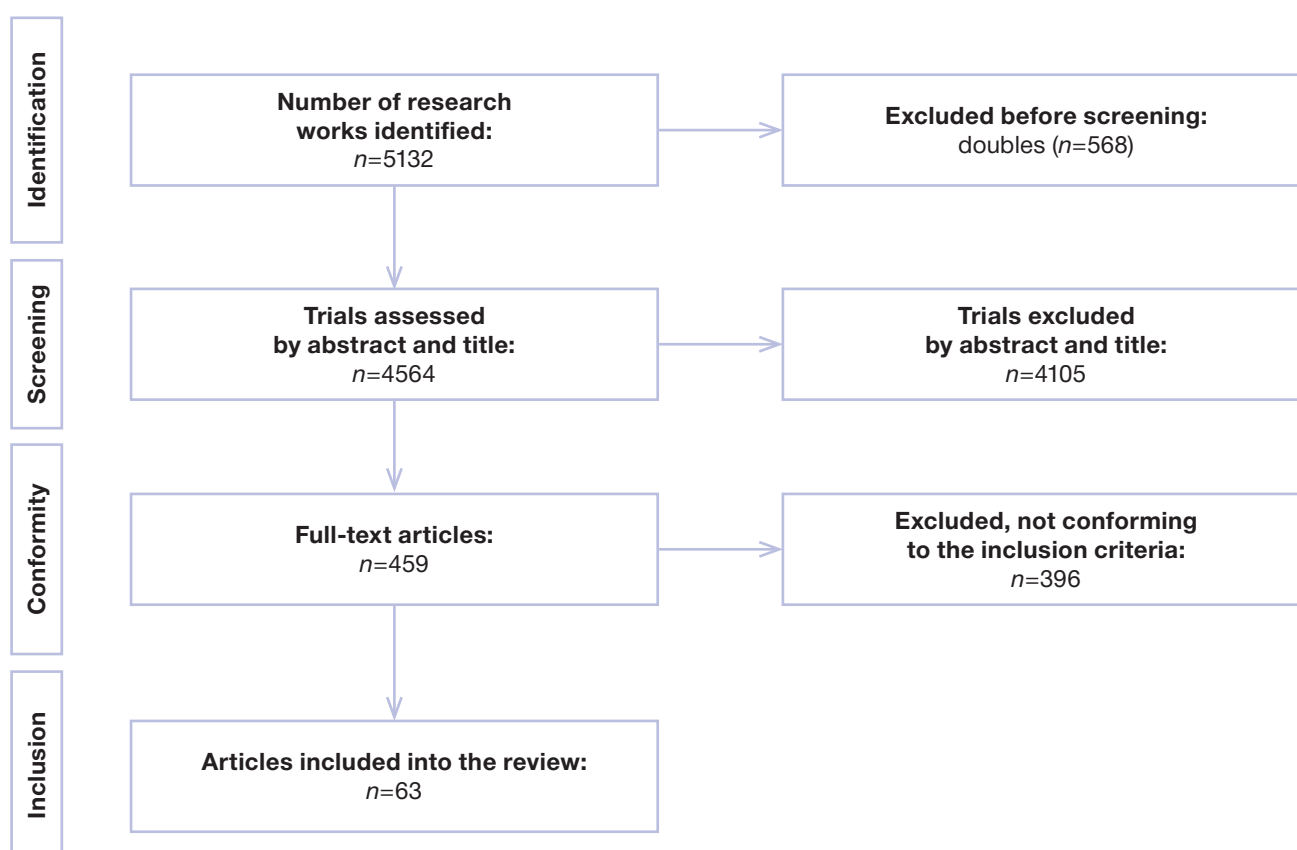 Identification
Number of research
works identified:
n=5132
Excluded before screening:
doubles (n=568)
Screening
Trials assessed
by abstract and title:
n=4564
Trials excluded
by abstract and title:
n=4105
Conformity
Full-text articles:
n=459
Excluded, not conforming
to the inclusion criteria:
n=396
Inclusion
Articles included into the review:
n=63